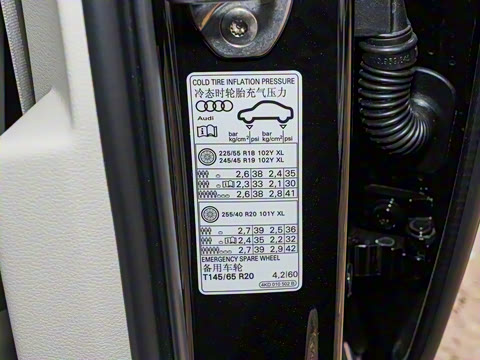 COLD TIRE INFLATION PRESSURE
冷态时轮胎充气压力
Audi
bar kg/cm² psi bar kg/cm² psi
225/55 R18 102Y XL
245/45 R19 102Y XL
2,6 38 2,4 35
2,3 33 2,1 30
2,6 38 2,8 41
255/40 R20 101Y XL
2,7 39 2,5 36
2,4 35 2,2 32
2,7 39 2,9 42
EMERGENCY SPARE WHEEL
备用车轮
T145/65 R20 4,2/60
4KD 010 502 B